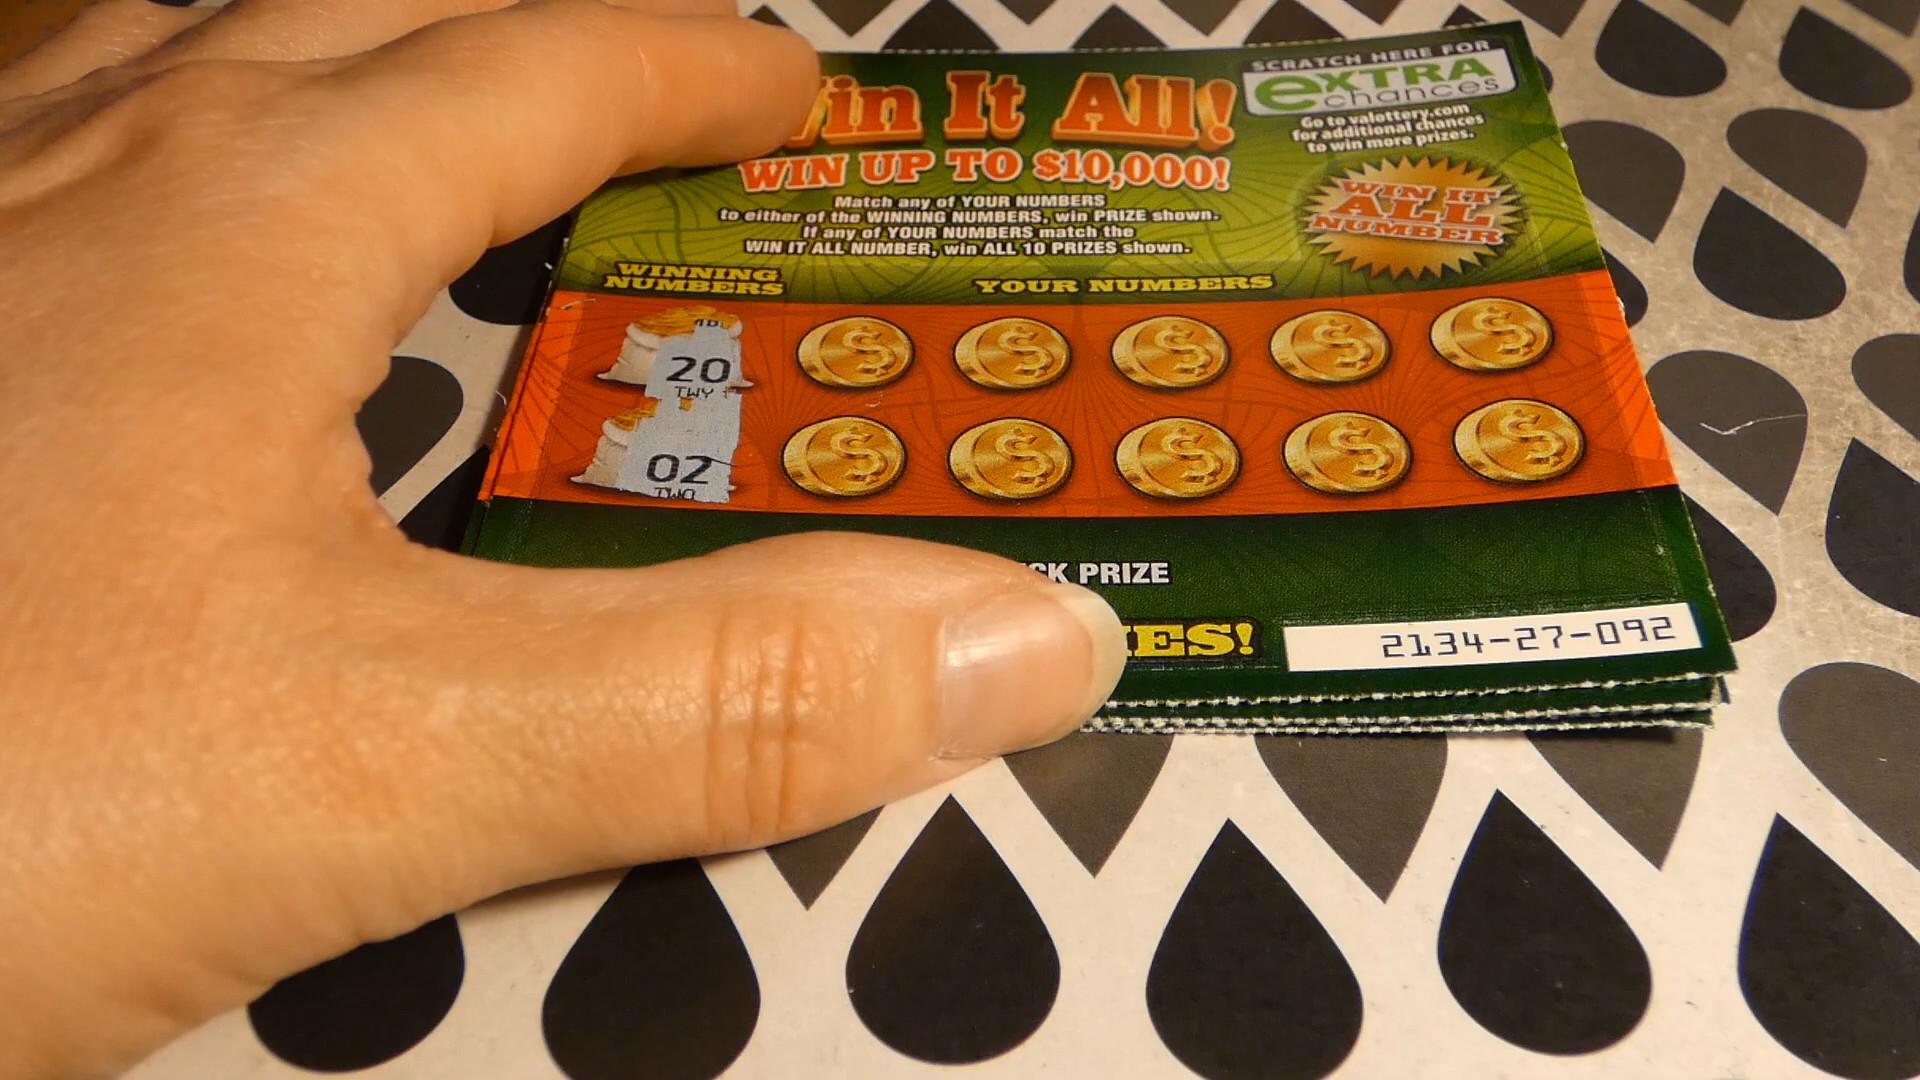 Win It All!
SCRATCH HERE FOR
eXTRA
chances
WIN UP TO $10,000!
Go to valottery.com
for additional chances
to win more prizes.
Match any of YOUR NUMBERS
to either of the WINNING NUMBERS, win PRIZE shown.
If any of YOUR NUMBERS match the
WIN IT ALL NUMBER, win ALL 10 PRIZES shown.
WIN IT
ALL
NUMBER
WINNING
NUMBERS
YOUR NUMBERS
20
TWY
02
TWO
PRIZE
2134-27-092